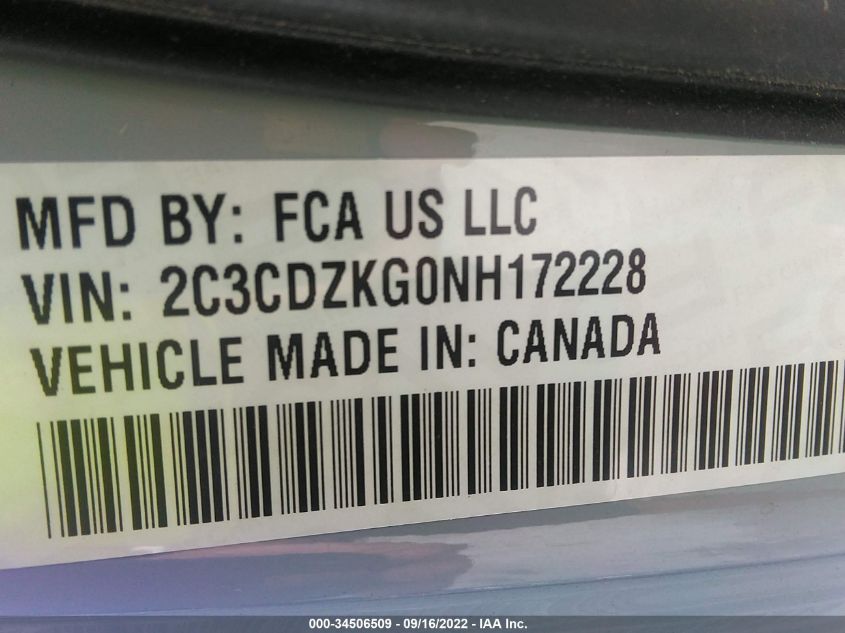 MFD BY: FCA US LLC
VIN: 2C3CDZKG0NH172228
VEHICLE MADE IN: CANADA
000-34506509 - 09/16/2022 - IAA Inc.